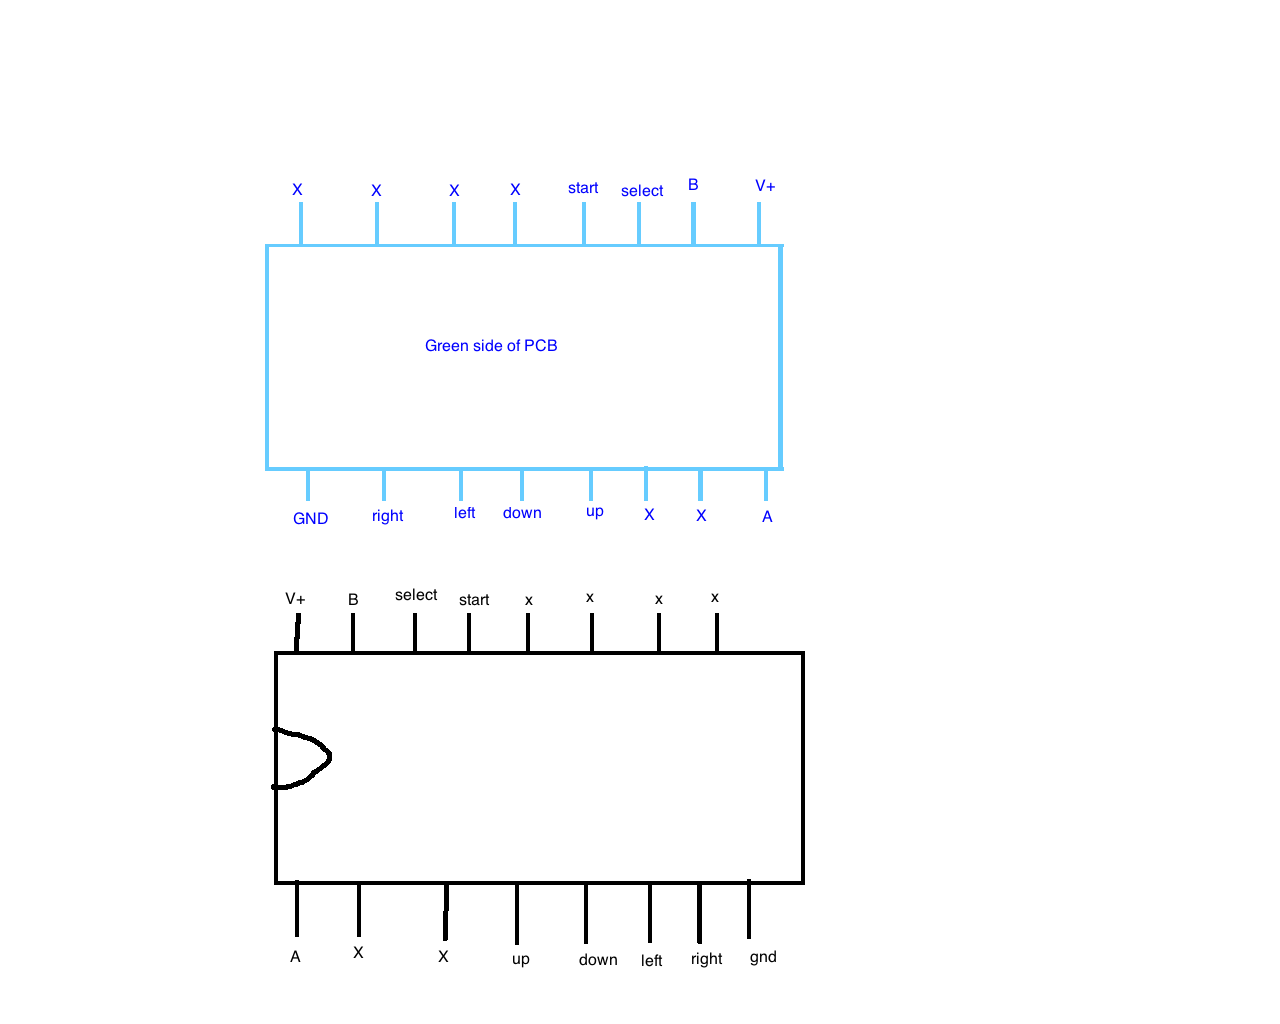 X X X X start select B V+
Green side of PCB
GND right left down up X X A
V+ B select start x x x x
A X X up down left right gnd